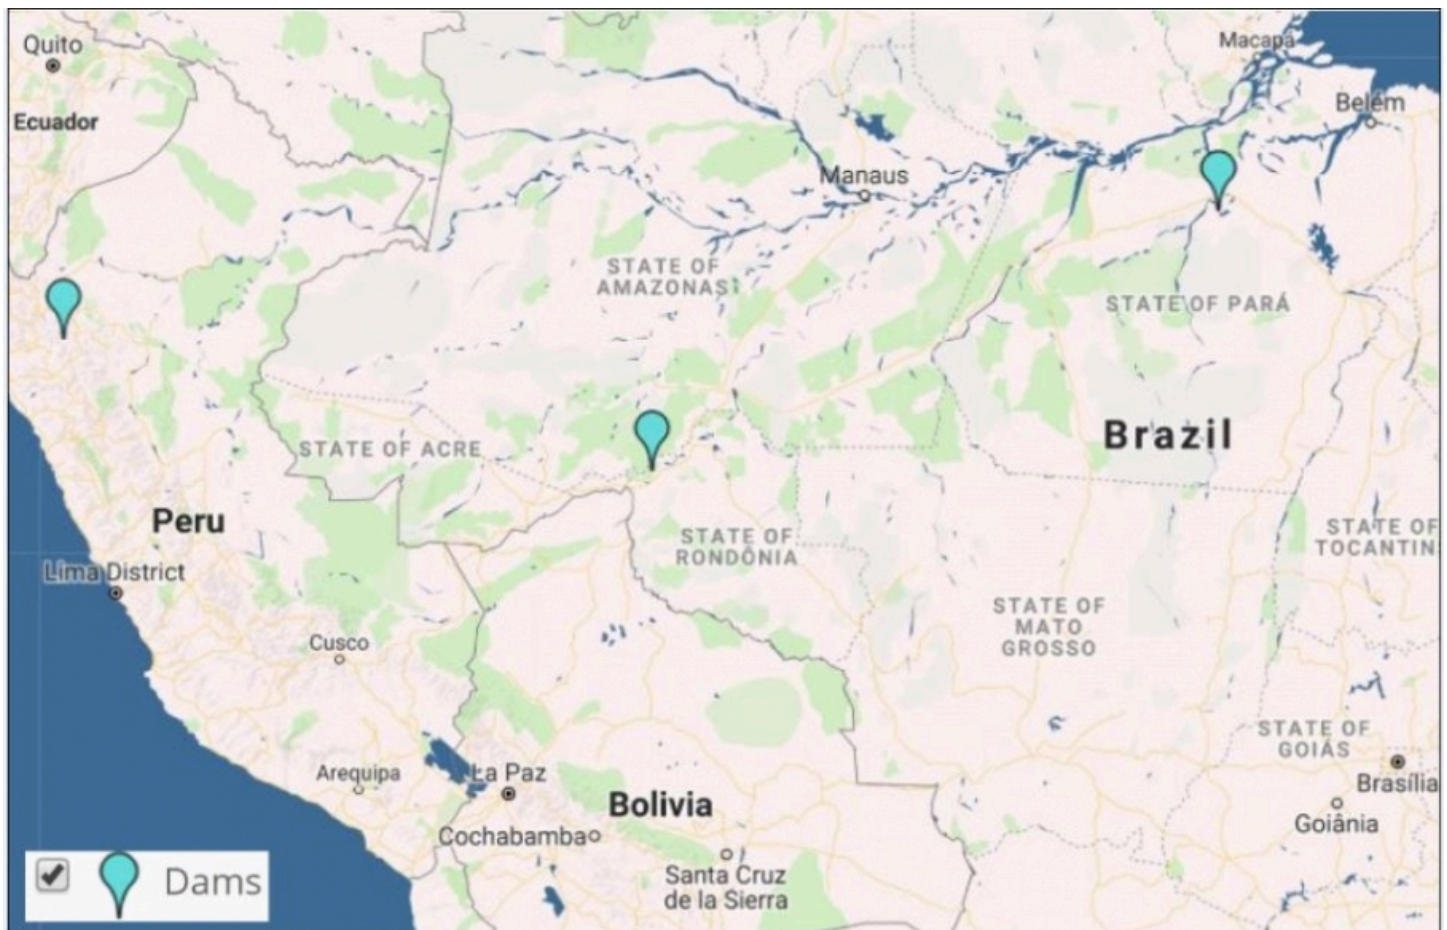 Quito
Macapá
Belém
Ecuador
Manaus
STATE OF
AMAZONAS
STATE OF PARÁ
STATE OF ACRE
Brazil
Peru
STATE OF
RONDÔNIA
STATE OF
TOCANTIN
Lima District
STATE OF
MATO
GROSSO
Cusco
STATE OF
GOIÁS
Arequipa
La Paz
Brasília
Bolivia
Goiânia
Cochabamba
Santa Cruz
de la Sierra
Dams